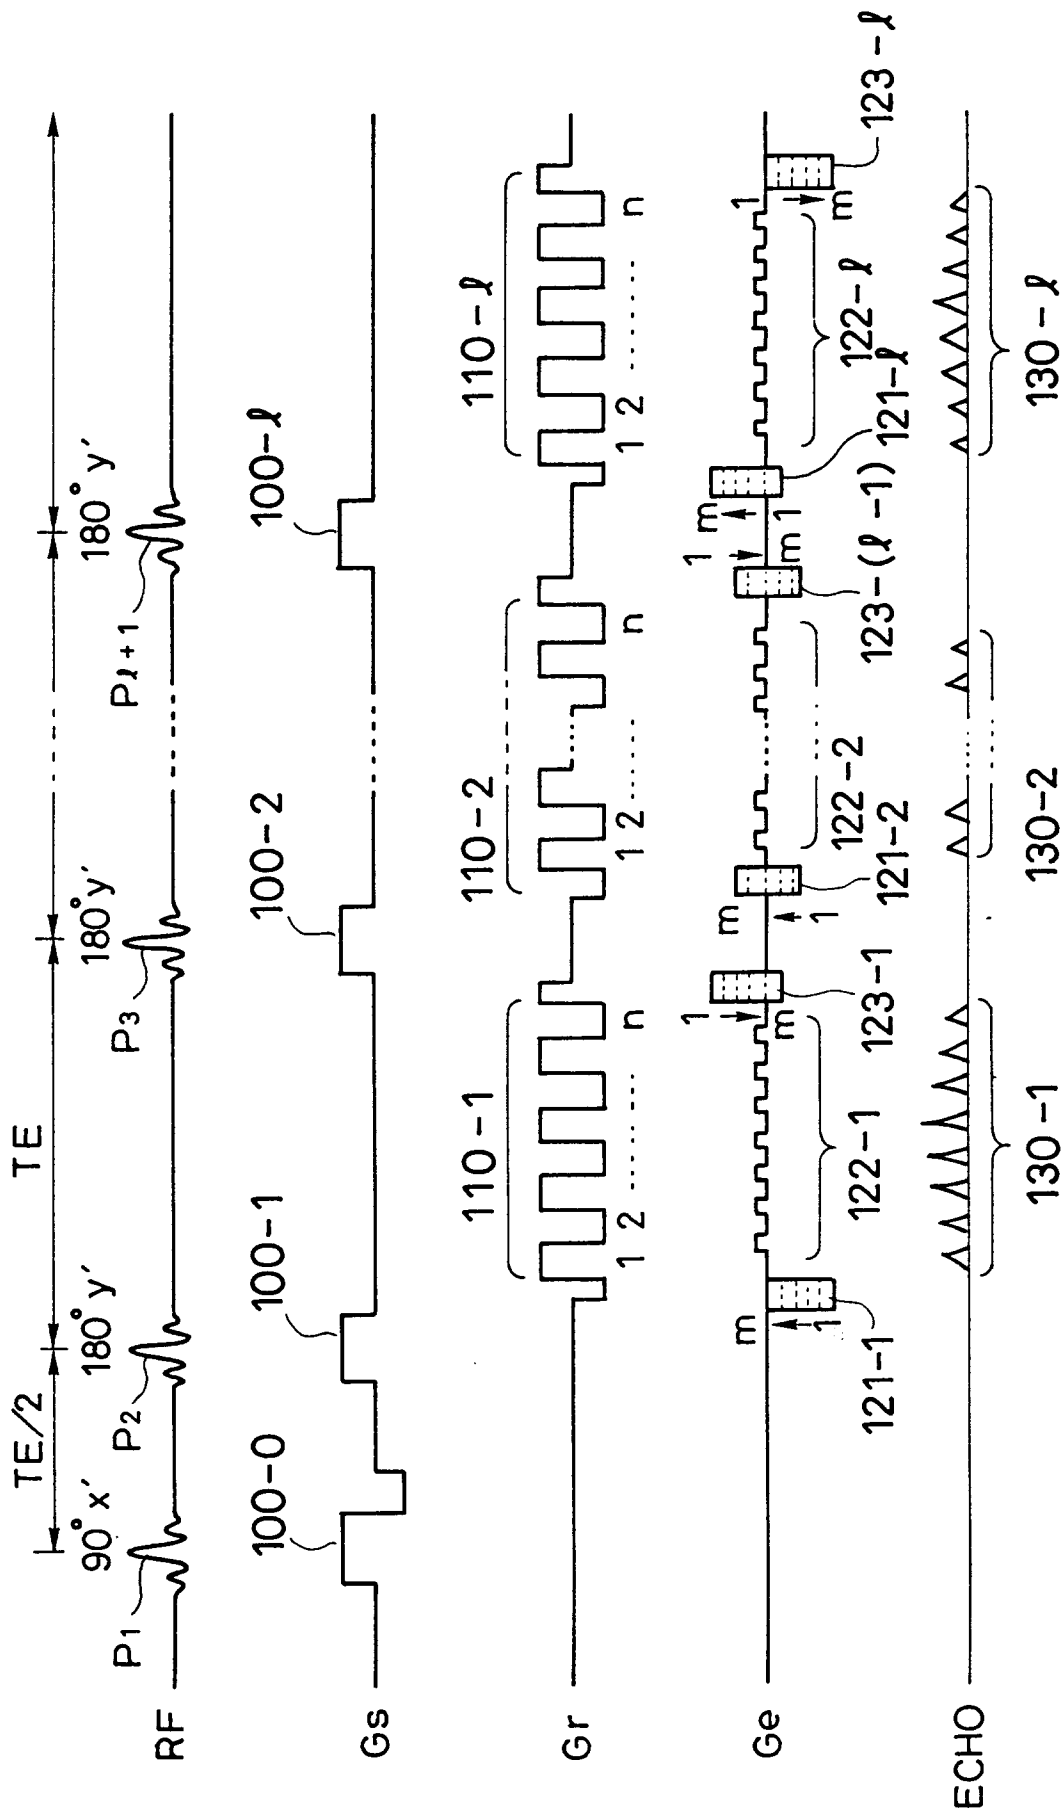 TE/2 TE
90°x' 180°y' 180°y' 180°y'
P1 P2 P3 Pℓ+1
RF
100-0 100-1 100-2 100-ℓ
Gs
110-1 110-2 110-ℓ
Gr
1 2 ...... n 1 2 ...... n 1 2 ...... n
m 1 1 m m 1 1 m m 1 1 m
Ge
121-1 122-1 123-1 121-2 122-2 123-(ℓ-1) 121-ℓ 122-ℓ 123-ℓ
ECHO
130-1 130-2 130-ℓ